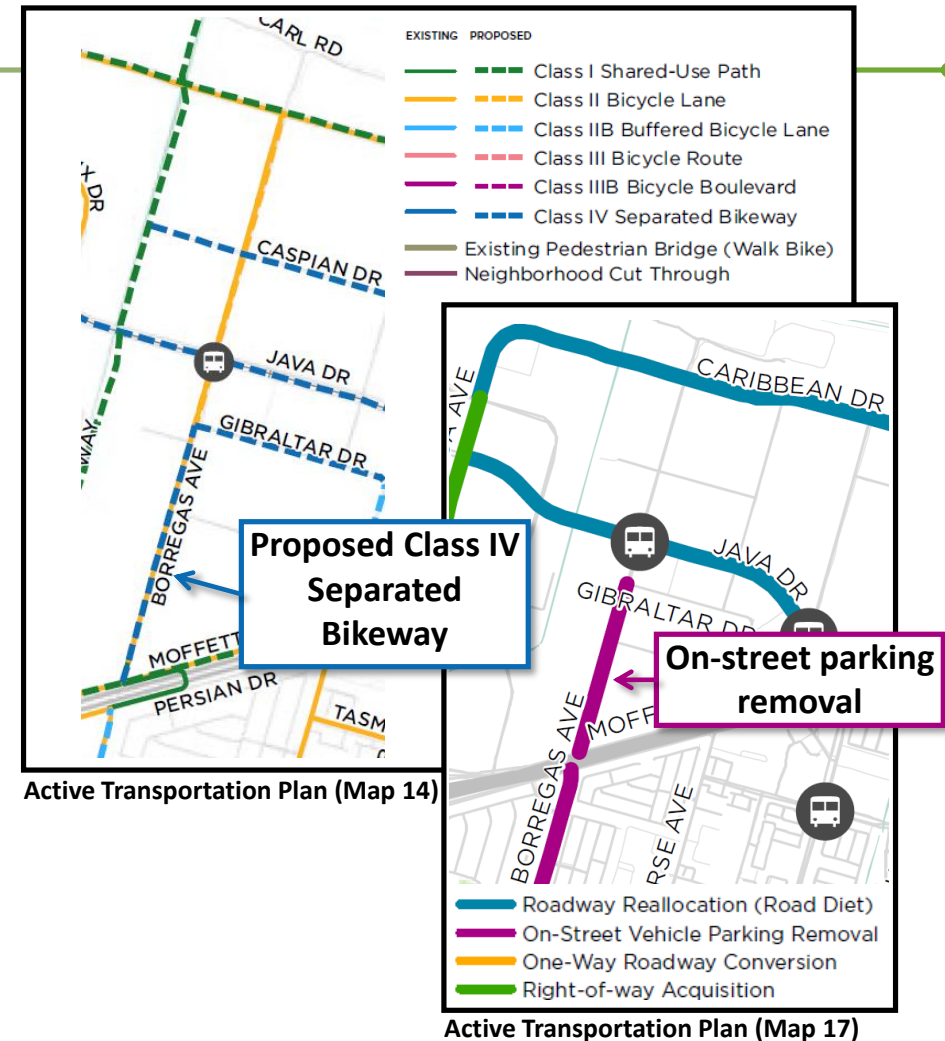 CARL RD
EXISTING PROPOSED
Class I Shared-Use Path
Class II Bicycle Lane
Class IIB Buffered Bicycle Lane
Class III Bicycle Route
Class IIIB Bicycle Boulevard
Class IV Separated Bikeway
Existing Pedestrian Bridge (Walk Bike)
Neighborhood Cut Through
X DR
CASPIAN DR
JAVA DR
GIBRALTAR DR
WAY
BORREGAS AVE
MOFFETT
PERSIAN DR
TASM
Proposed Class IV
Separated
Bikeway
Active Transportation Plan (Map 14)
CARIBBEAN DR
A AVE
JAVA DR
GIBRALTAR DR
On-street parking
removal
MOFF
BORREGAS AVE
RSE AVE
Roadway Reallocation (Road Diet)
On-Street Vehicle Parking Removal
One-Way Roadway Conversion
Right-of-way Acquisition
Active Transportation Plan (Map 17)